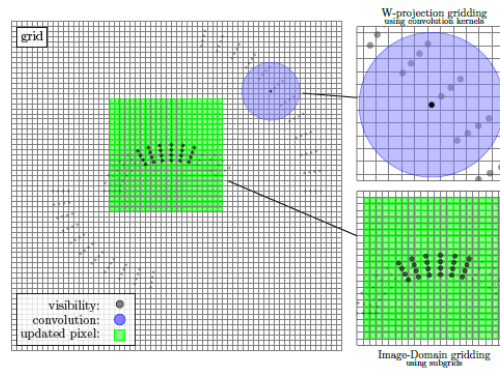 grid
W-projection gridding
using convolution kernels
visibility:
convolution:
updated pixel:
Image-Domain gridding
using subgrids